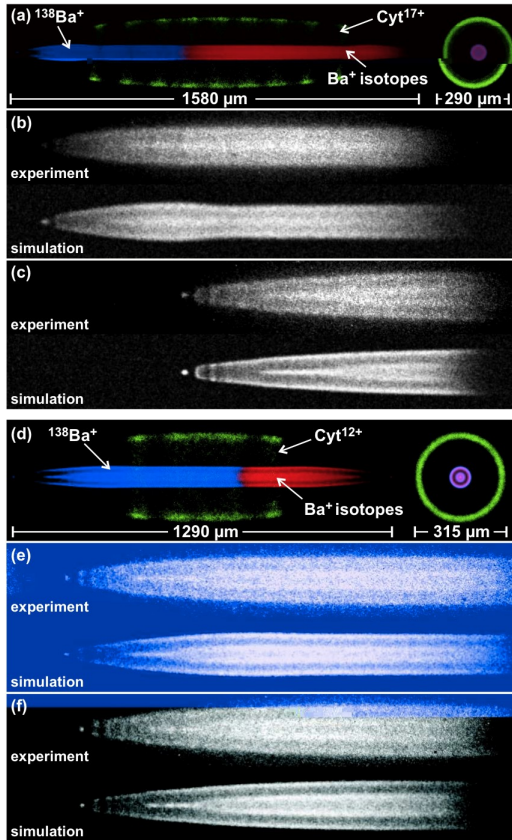 (a) ¹³⁸Ba⁺ Cyt¹⁷⁺
Ba⁺ isotopes
1580 µm 290 µm
(b)
experiment
simulation
(c)
experiment
simulation
(d) ¹³⁸Ba⁺ Cyt¹²⁺
Ba⁺ isotopes
1290 µm 315 µm
(e)
experiment
simulation
(f)
experiment
simulation